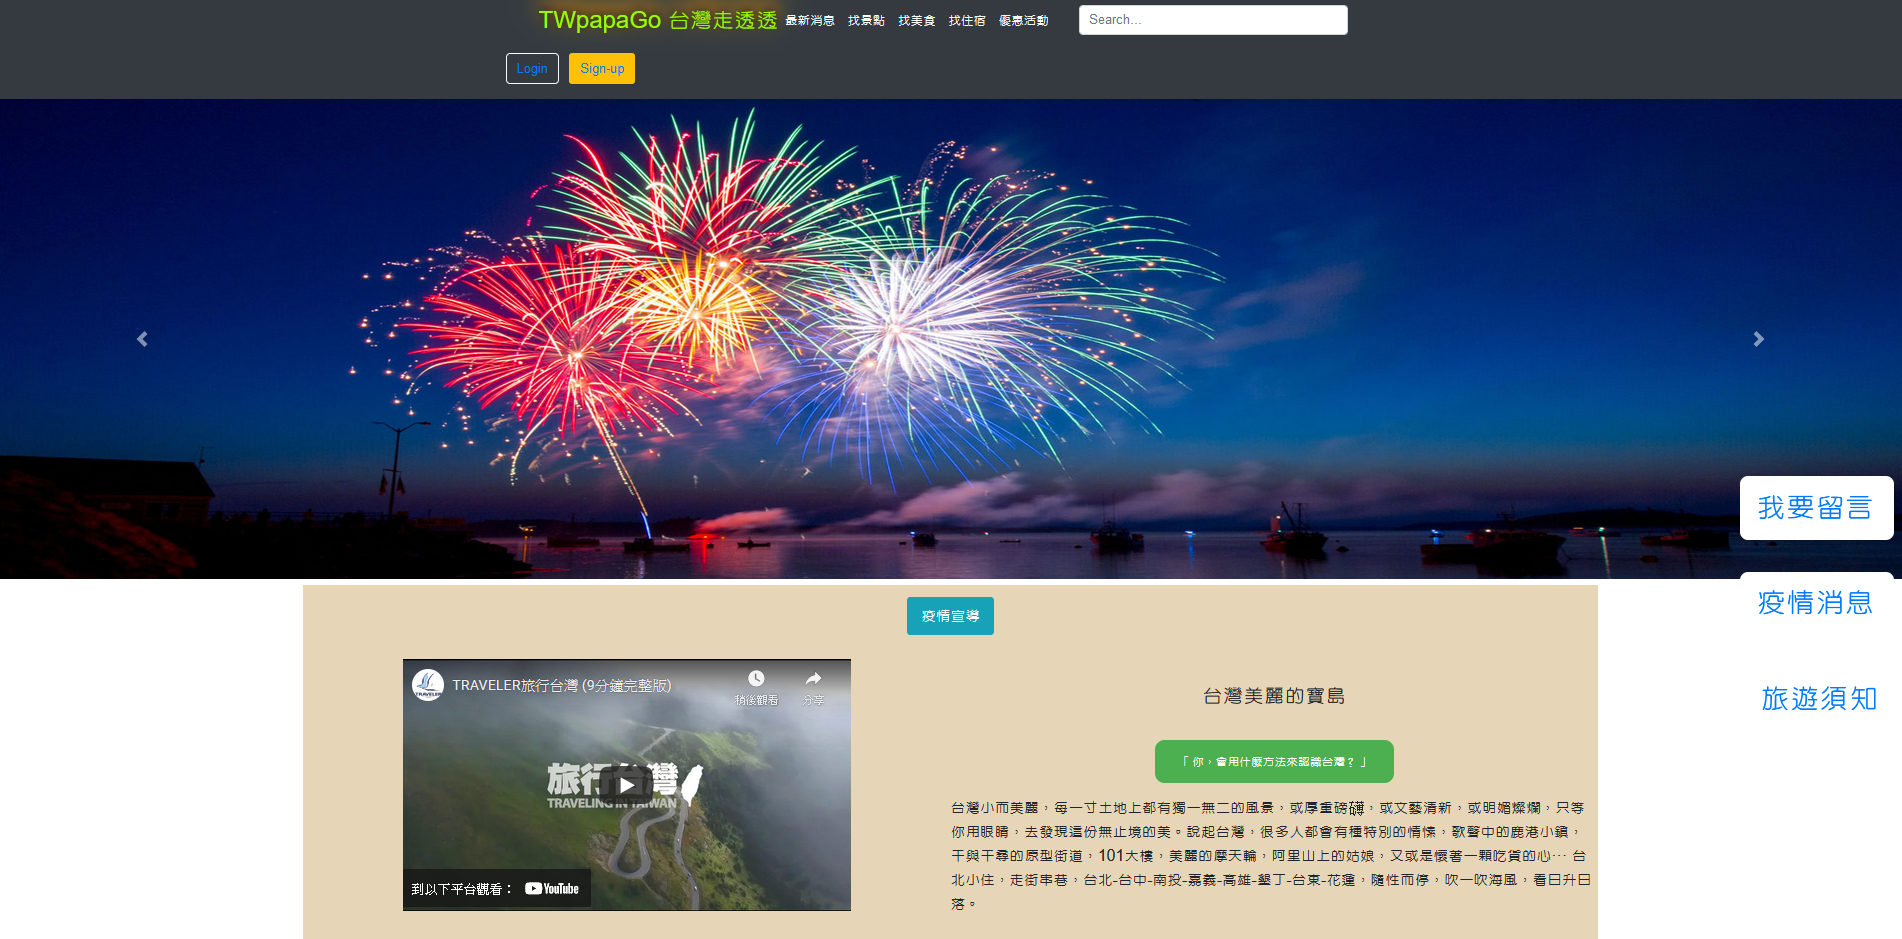 TWpapaGo 台灣走透透 最新消息 找景點 找美食 找住宿 優惠活動 Search...
Login Sign-up
我要留言
疫情消息
旅遊須知
疫情宣導
TRAVELER旅行台灣 (9分鐘完整版)
稍後觀看 分享
TRAVELER
旅行台灣
TRAVELING IN TAIWAN
到以下平台觀看： YouTube
台灣美麗的寶島
「 你，會用什麼方法來認識台灣？ 」
台灣小而美麗，每一寸土地上都有獨一無二的風景，或厚重磅礴，或文藝清新，或明媚燦爛，只等
你用眼睛，去發現這份無止境的美。說起台灣，很多人都會有種特別的情愫，歌聲中的鹿港小鎮，
千與千尋的原型街道，101大樓，美麗的摩天輪，阿里山上的姑娘，又或是懷著一顆吃貨的心… 台
北小住，走街串巷，台北-台中-南投-嘉義-高雄-墾丁-台東-花蓮，隨性而停，吹一吹海風，看日升日
落。